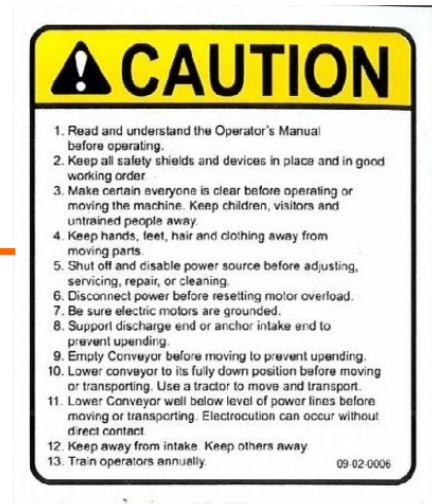 CAUTION
1. Read and understand the Operator's Manual
before operating.
2. Keep all safety shields and devices in place and in good
working order.
3. Make certain everyone is clear before operating or
moving the machine. Keep children, visitors and
untrained people away.
4. Keep hands, feet, hair and clothing away from
moving parts.
5. Shut off and disable power source before adjusting,
servicing, repair, or cleaning.
6. Disconnect power before resetting motor overload.
7. Be sure electric motors are grounded.
8. Support discharge end or anchor intake end to
prevent upending.
9. Empty Conveyor before moving to prevent upending.
10. Lower conveyor to its fully down position before moving
or transporting. Use a tractor to move and transport.
11. Lower Conveyor well below level of power lines before
moving or transporting. Electrocution can occur without
direct contact.
12. Keep away from intake. Keep others away
13. Train operators annually. 09-02-0006